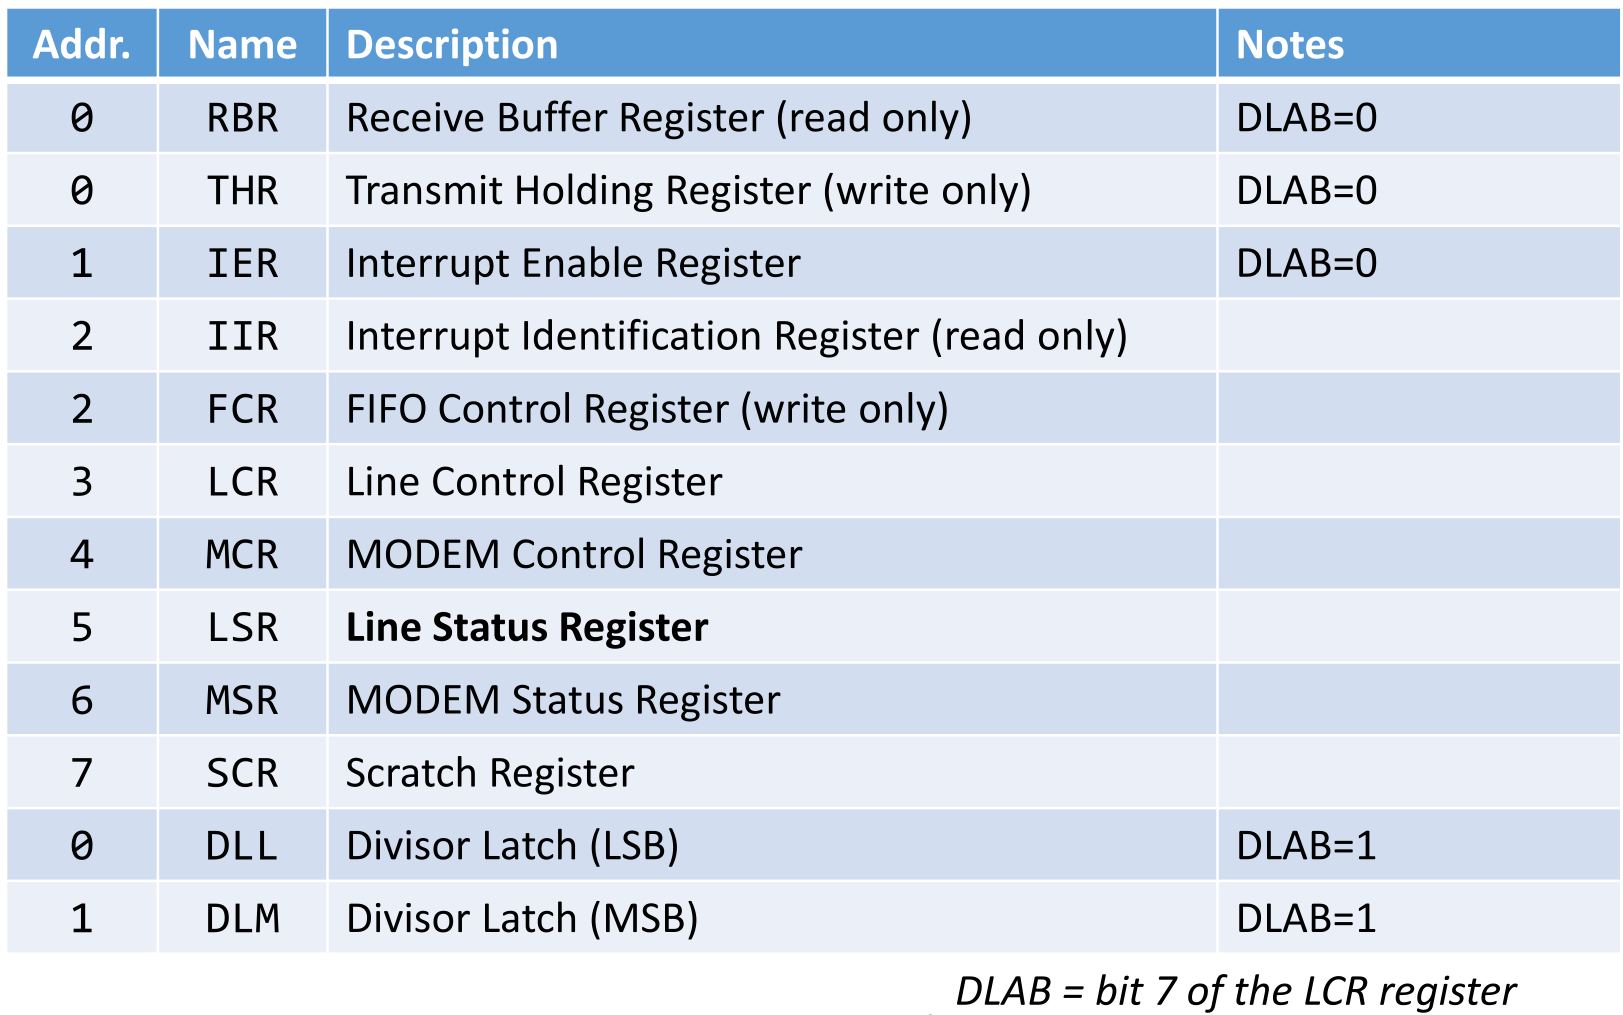 Addr. Name Description Notes
0 RBR Receive Buffer Register (read only) DLAB=0
0 THR Transmit Holding Register (write only) DLAB=0
1 IER Interrupt Enable Register DLAB=0
2 IIR Interrupt Identification Register (read only)
2 FCR FIFO Control Register (write only)
3 LCR Line Control Register
4 MCR MODEM Control Register
5 LSR Line Status Register
6 MSR MODEM Status Register
7 SCR Scratch Register
0 DLL Divisor Latch (LSB) DLAB=1
1 DLM Divisor Latch (MSB) DLAB=1
DLAB = bit 7 of the LCR register